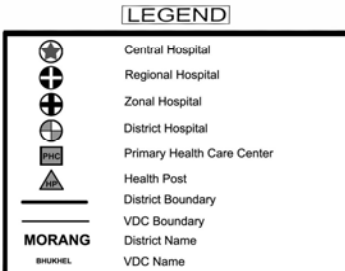 LEGEND
Central Hospital
Regional Hospital
Zonal Hospital
District Hospital
PHC Primary Health Care Center
HP Health Post
District Boundary
VDC Boundary
MORANG District Name
BHUKHEL VDC Name